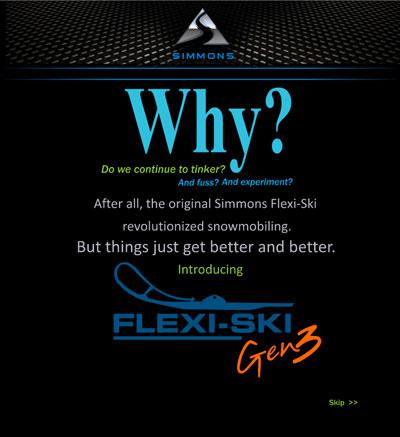 SIMMONS
Why?
Do we continue to tinker?
And fuss? And experiment?
After all, the original Simmons Flexi-Ski
revolutionized snowmobiling.
But things just get better and better.
Introducing
FLEXI-SKI
Gen3
Skip >>